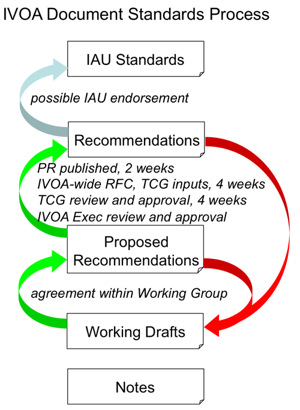 IVOA Document Standards Process
IAU Standards
possible IAU endorsement
Recommendations
PR published, 2 weeks
IVOA-wide RFC, TCG inputs, 4 weeks
TCG review and approval, 4 weeks
IVOA Exec review and approval
Proposed
Recommendations
agreement within Working Group
Working Drafts
Notes